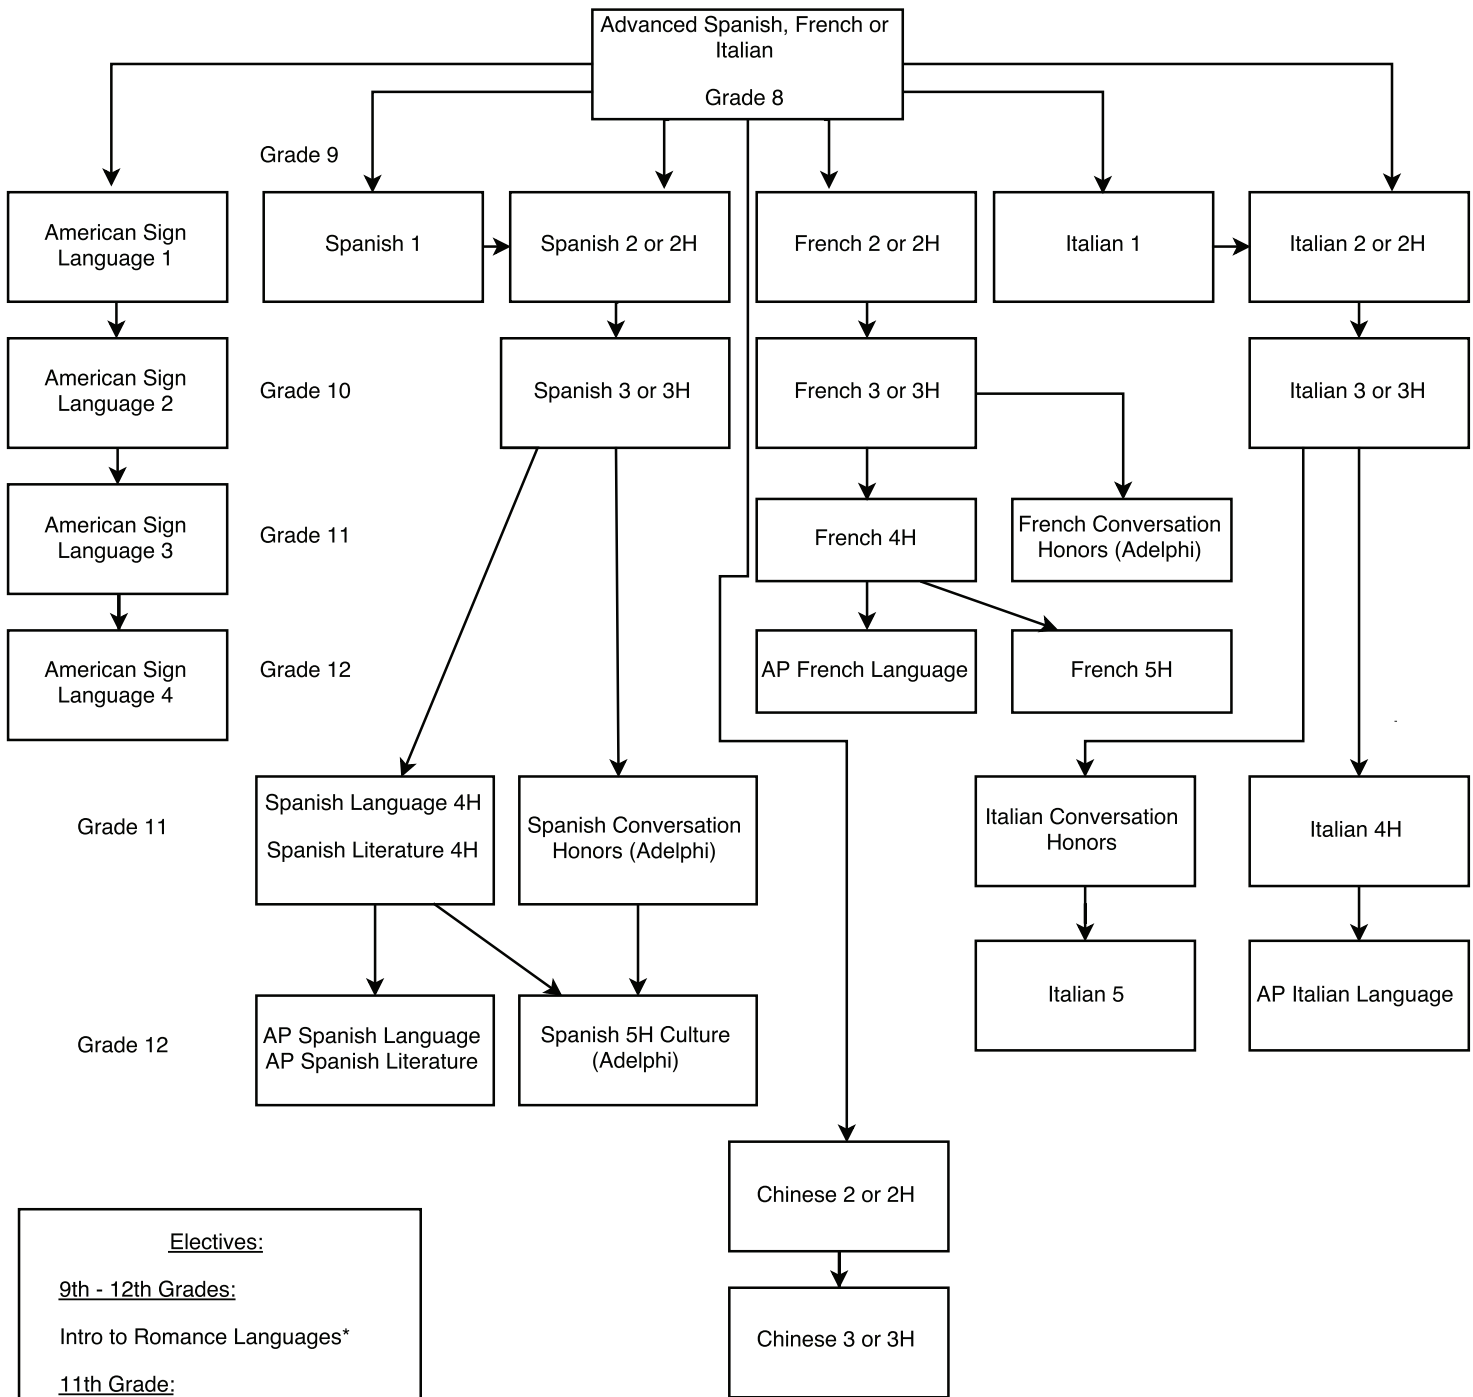 Advanced Spanish, French or
Italian
Grade 8
Grade 9
American Sign
Language 1
Spanish 1
Spanish 2 or 2H
French 2 or 2H
Italian 1
Italian 2 or 2H
American Sign
Language 2
Grade 10
Spanish 3 or 3H
French 3 or 3H
Italian 3 or 3H
American Sign
Language 3
Grade 11
French 4H
French Conversation
Honors (Adelphi)
American Sign
Language 4
Grade 12
AP French Language
French 5H
Grade 11
Spanish Language 4H
Spanish Literature 4H
Spanish Conversation
Honors (Adelphi)
Italian Conversation
Honors
Italian 4H
Grade 12
AP Spanish Language
AP Spanish Literature
Spanish 5H Culture
(Adelphi)
Italian 5
AP Italian Language
Chinese 2 or 2H
Chinese 3 or 3H
Electives:
9th - 12th Grades:
Intro to Romance Languages*
11th Grade: